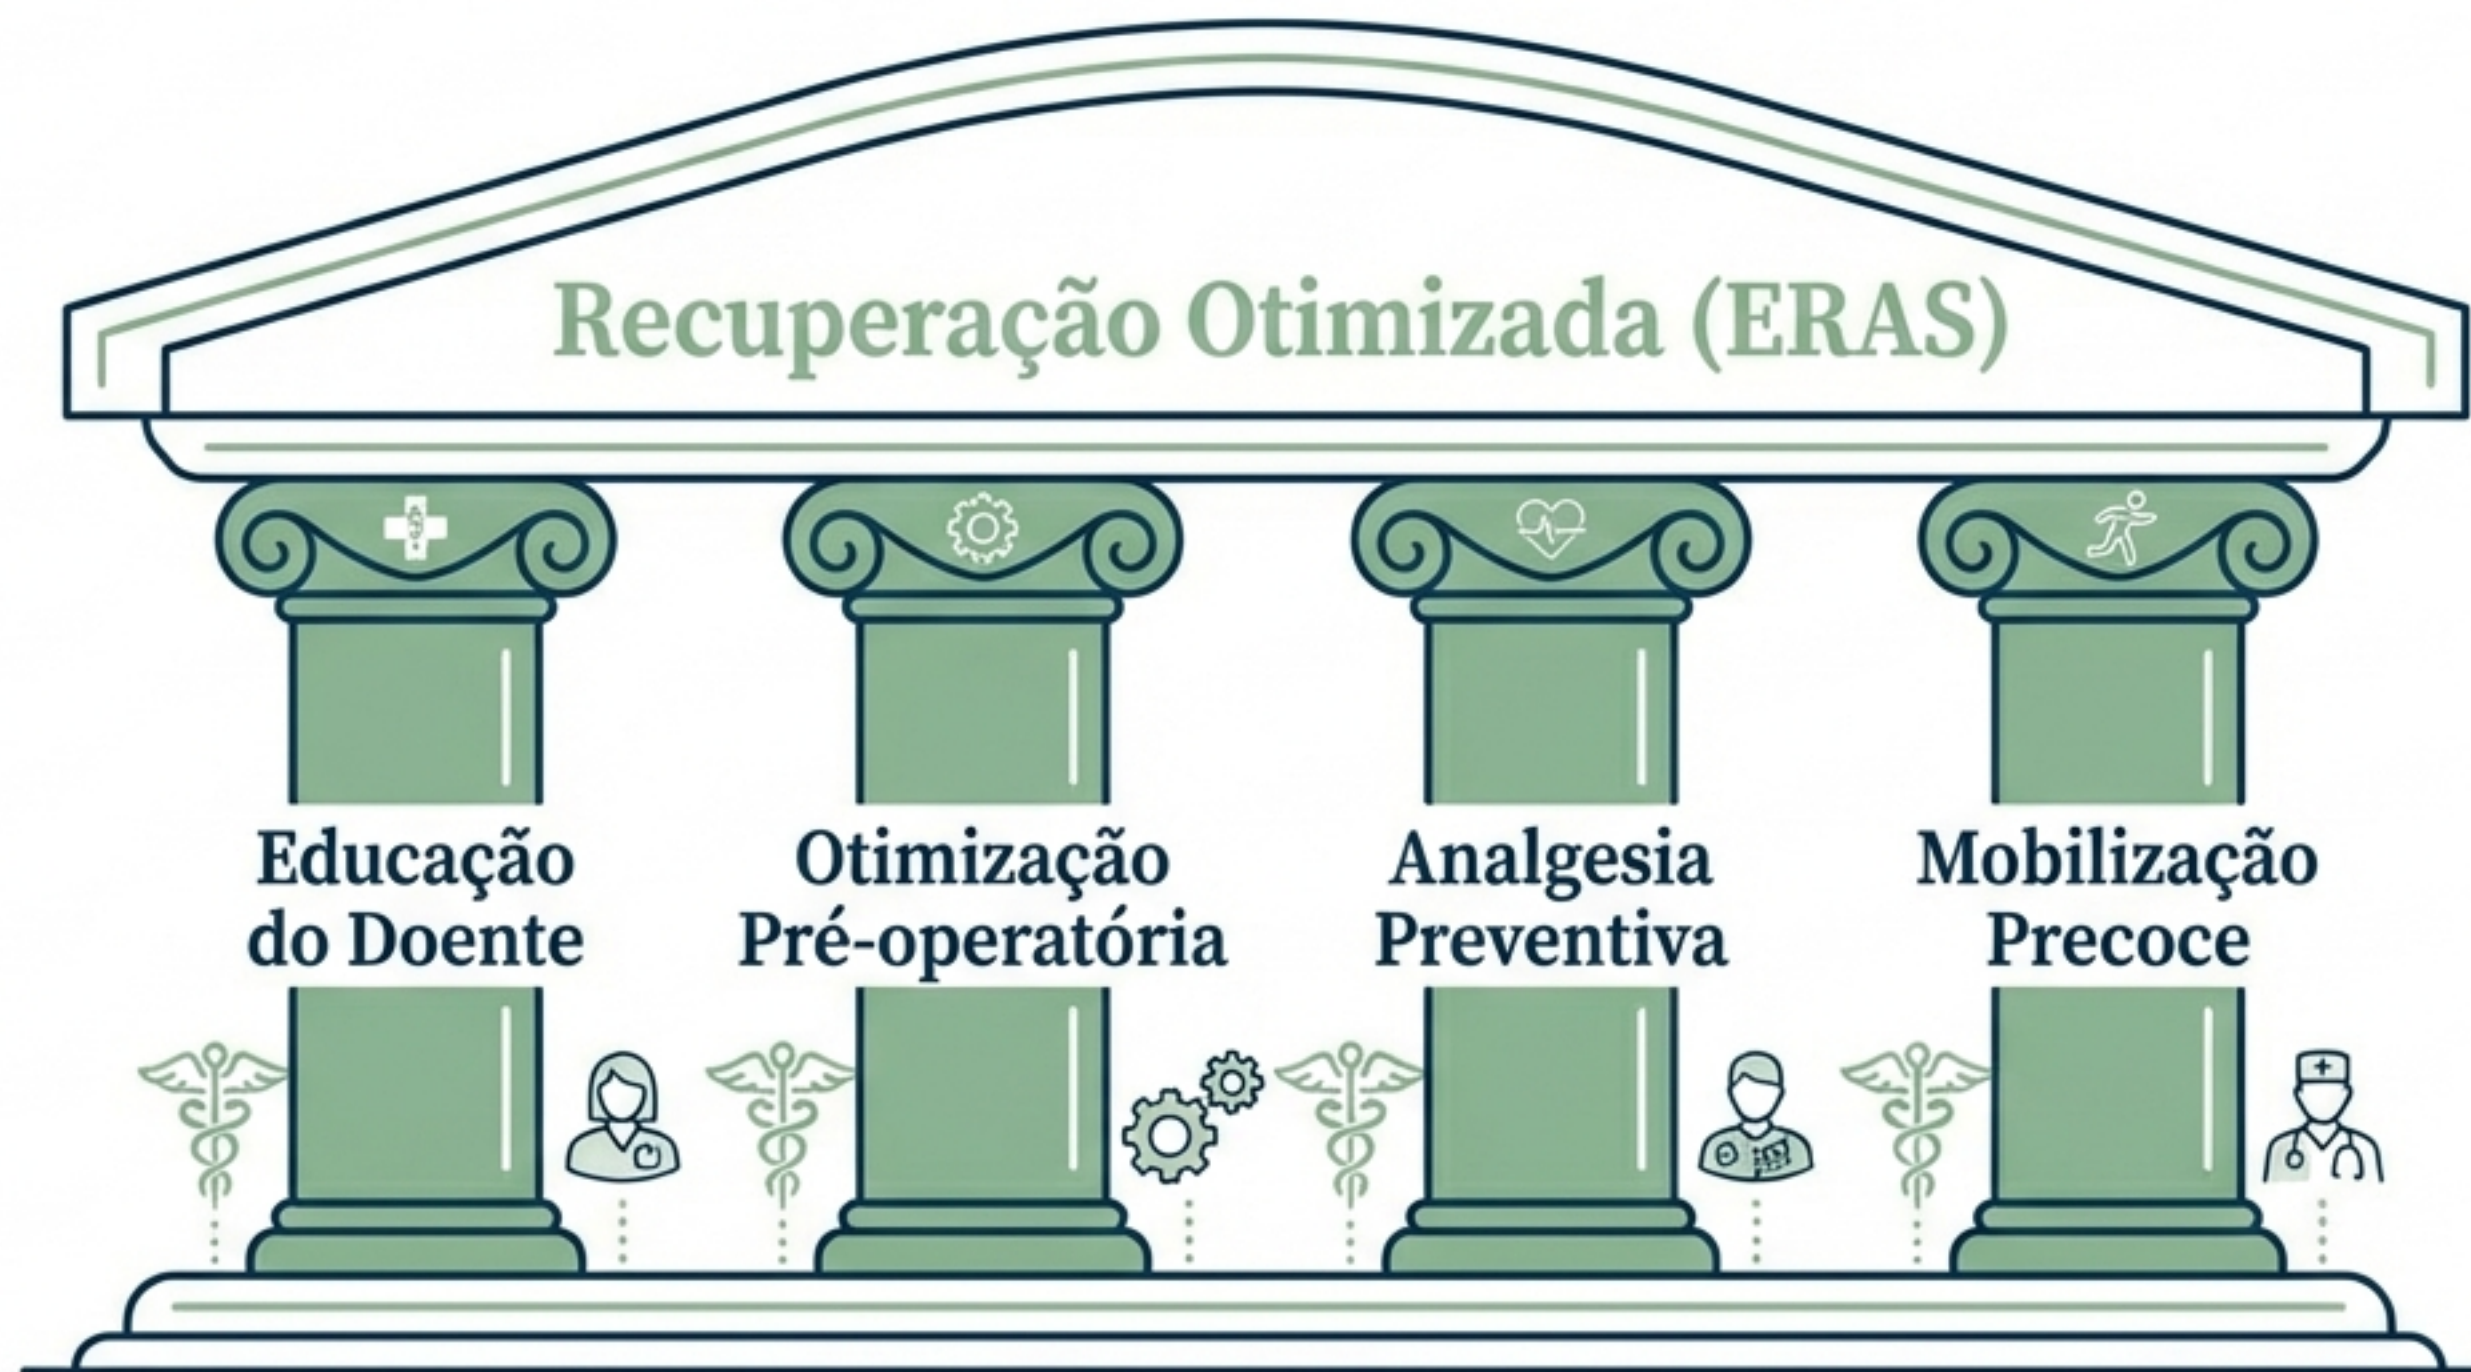 Recuperação Otimizada (ERAS)
Educação
do Doente
Otimização
Pré-operatória
Analgesia
Preventiva
Mobilização
Precoce